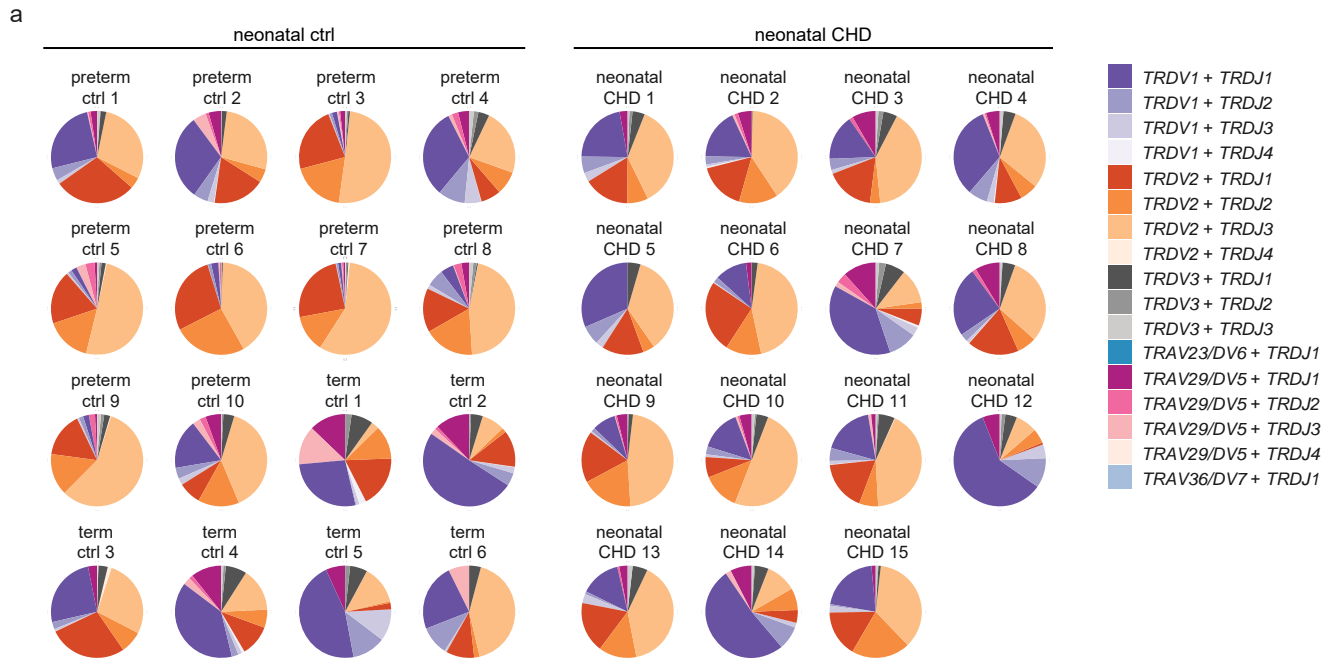 a
neonatal ctrl
neonatal CHD
preterm
ctrl 1
preterm
ctrl 2
preterm
ctrl 3
preterm
ctrl 4
neonatal
CHD 1
neonatal
CHD 2
neonatal
CHD 3
neonatal
CHD 4
preterm
ctrl 5
preterm
ctrl 6
preterm
ctrl 7
preterm
ctrl 8
neonatal
CHD 5
neonatal
CHD 6
neonatal
CHD 7
neonatal
CHD 8
preterm
ctrl 9
preterm
ctrl 10
term
ctrl 1
term
ctrl 2
neonatal
CHD 9
neonatal
CHD 10
neonatal
CHD 11
neonatal
CHD 12
term
ctrl 3
term
ctrl 4
term
ctrl 5
term
ctrl 6
neonatal
CHD 13
neonatal
CHD 14
neonatal
CHD 15
TRDV1 + TRDJ1
TRDV1 + TRDJ2
TRDV1 + TRDJ3
TRDV1 + TRDJ4
TRDV2 + TRDJ1
TRDV2 + TRDJ2
TRDV2 + TRDJ3
TRDV2 + TRDJ4
TRDV3 + TRDJ1
TRDV3 + TRDJ2
TRDV3 + TRDJ3
TRAV23/DV6 + TRDJ1
TRAV29/DV5 + TRDJ1
TRAV29/DV5 + TRDJ2
TRAV29/DV5 + TRDJ3
TRAV29/DV5 + TRDJ4
TRAV36/DV7 + TRDJ1